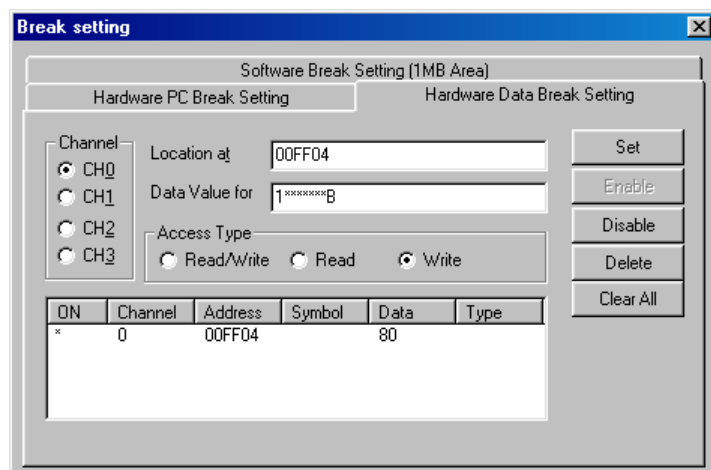 Break setting
Software Break Setting (1MB Area)
Hardware PC Break Setting
Hardware Data Break Setting
Channel
CH0
CH1
CH2
CH3
Location at
00FF04
Data Value for
1*******B
Access Type
Read/Write
Read
Write
Set
Enable
Disable
Delete
Clear All
ON Channel Address Symbol Data Type
* 0 00FF04 80